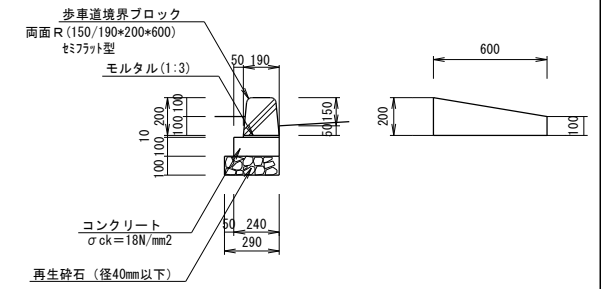 歩車道境界ブロック
両面R(150/190*200*600)
ｾﾐﾌﾗｯﾄ型
モルタル(1:3)
50 190
600
200
100
100
150
50
200
100
10
100
100
50 240
290
コンクリート
σck＝18N/mm2
再生砕石（径40mm以下）